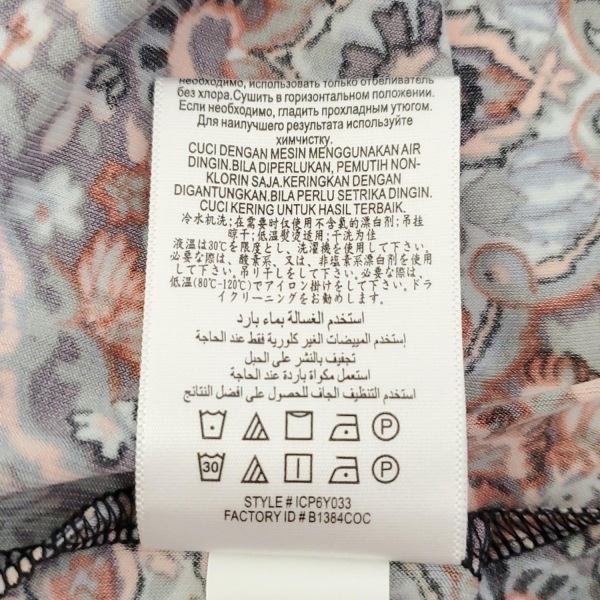 необходимо, использовать только отбеливатель
без хлора.Сушить в горизонтальном положении.
Если необходимо, гладить прохладным утюгом.
Для наилучшего результата используйте
химчистку.
CUCI DENGAN MESIN MENGGUNAKAN AIR
DINGIN.BILA DIPERLUKAN, PEMUTIH NON-
KLORIN SAJA.KERINGKAN DENGAN
DIGANTUNGKAN.BILA PERLU SETRIKA DINGIN.
CUCI KERING UNTUK HASIL TERBAIK.
冷水机洗;在需要时仅使用不含氯的漂白剂;吊挂
晾干;低温熨烫适用;干洗为佳
液温は30℃を限度とし、洗濯機を使用して下さい。
必要な際は、酸素系、又は、非塩素系漂白剤を使用
して下さい。吊り干しをして下さい。必要な際は、
低温(80℃-120℃)でアイロン掛けをして下さい。ドラ
イクリーニングをお勧めします。
استخدم الغسالة بماء بارد
استخدم المبيضات الغير كلورية فقط عند الحاجة
تجفيف بالنشر على الحبل
استعمل مكواة باردة عند الحاجة
استخدم التنظيف الجاف للحصول على افضل النتائج
P
30 P
STYLE # ICP6Y033
FACTORY ID # B1384COC